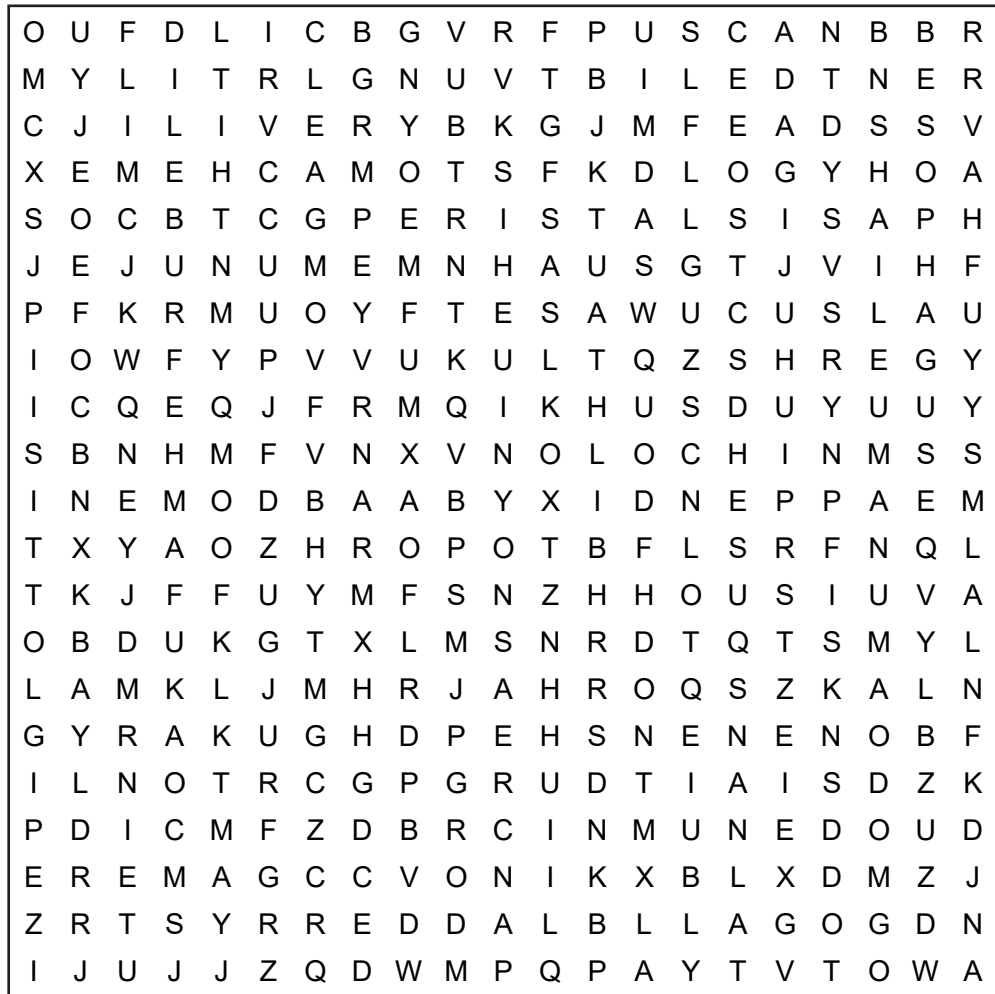 O U F D L I C B G V R F P U S C A N B B R
M Y L I T R L G N U V T B I L E D T N E R
C J I L I V E R Y B K G J M F E A D S S V
X E M E H C A M O T S F K D L O G Y H O A
S O C B T C G P E R I S T A L S I S A P H
J E J U N U M E M N H A U S G T J V I H F
P F K R M U O Y F T E S A W U C U S L A U
I O W F Y P V V U K U L T Q Z S H R E G Y
I C Q E Q J F R M Q I K H U S D U Y U U Y
S B N H M F V N X V N O L O C H I N M S S
I N E M O D B A A B Y X I D N E P P A E M
T X Y A O Z H R O P O T B F L S R F N Q L
T K J F F U Y M F S N Z H H O U S I U V A
O B D U K G T X L M S N R D T Q T S M Y L
L A M K L J M H R J A H R O Q S Z K A L N
G Y R A K U G H D P E H S N E N E N O B F
I L N O T R C G P G R U D T I A I S D Z K
P D I C M F Z D B R C I N M U N E D O U D
E R E M A G C C V O N I K X B L X D M Z J
Z R T S Y R R E D D A L B L L A G O G D N
I J U J J Z Q D W M P Q P A Y T V T O W A